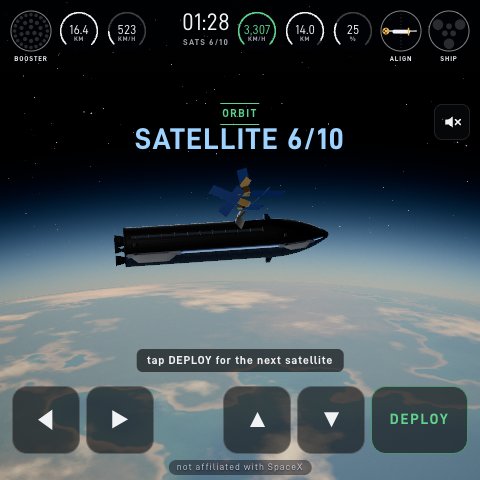 16.4
KM
523
KM/H
BOOSTER
01:28
SATS 6/10
3,307
KM/H
14.0
KM
25
%
ALIGN
SHIP
ORBIT
SATELLITE 6/10
tap DEPLOY for the next satellite
DEPLOY
not affiliated with SpaceX